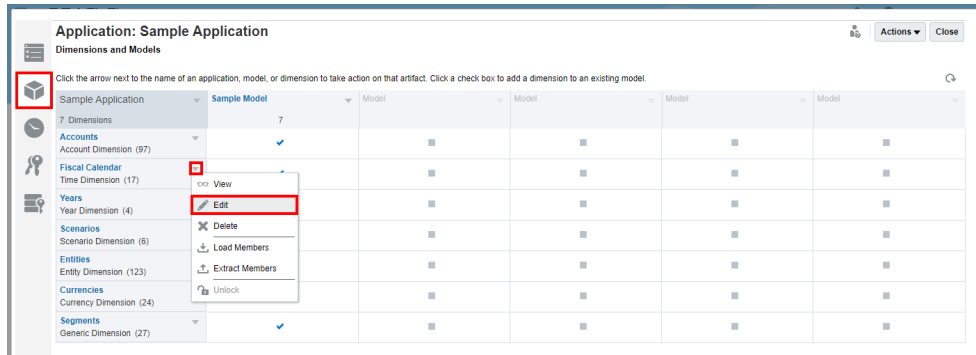 Application: Sample Application
Actions
Close
Dimensions and Models
Click the arrow next to the name of an application, model, or dimension to take action on that artifact. Click a check box to add a dimension to an existing model.
Sample Application
Sample Model
Model
Model
Model
Model
7 Dimensions
7
Accounts
Account Dimension (97)
Fiscal Calendar
Time Dimension (17)
View
Years
Year Dimension (4)
Edit
Delete
Scenarios
Scenario Dimension (6)
Load Members
Entities
Entity Dimension (123)
Extract Members
Currencies
Currency Dimension (24)
Unlock
Segments
Generic Dimension (27)